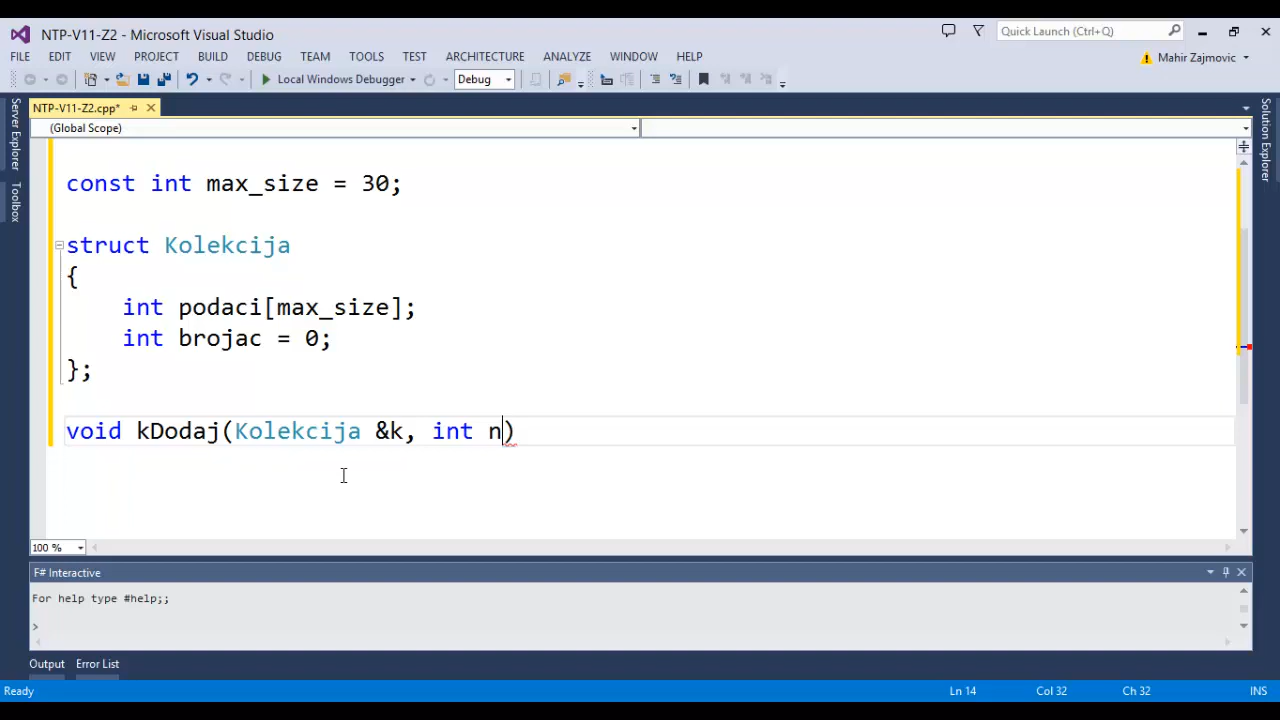 NTP-V11-Z2 - Microsoft Visual Studio
Quick Launch (Ctrl+Q)
FILE EDIT VIEW PROJECT BUILD DEBUG TEAM TOOLS TEST ARCHITECTURE ANALYZE WINDOW HELP
Mahir Zajmovic
Local Windows Debugger
Debug
NTP-V11-Z2.cpp*
(Global Scope)
Server Explorer
Toolbox
Solution Explorer
const int max_size = 30;
struct Kolekcija
{
int podaci[max_size];
int brojac = 0;
};
void kDodaj(Kolekcija &k, int n)
100 %
F# Interactive
For help type #help;;
>
Output Error List
Ready
Ln 14 Col 32 Ch 32 INS